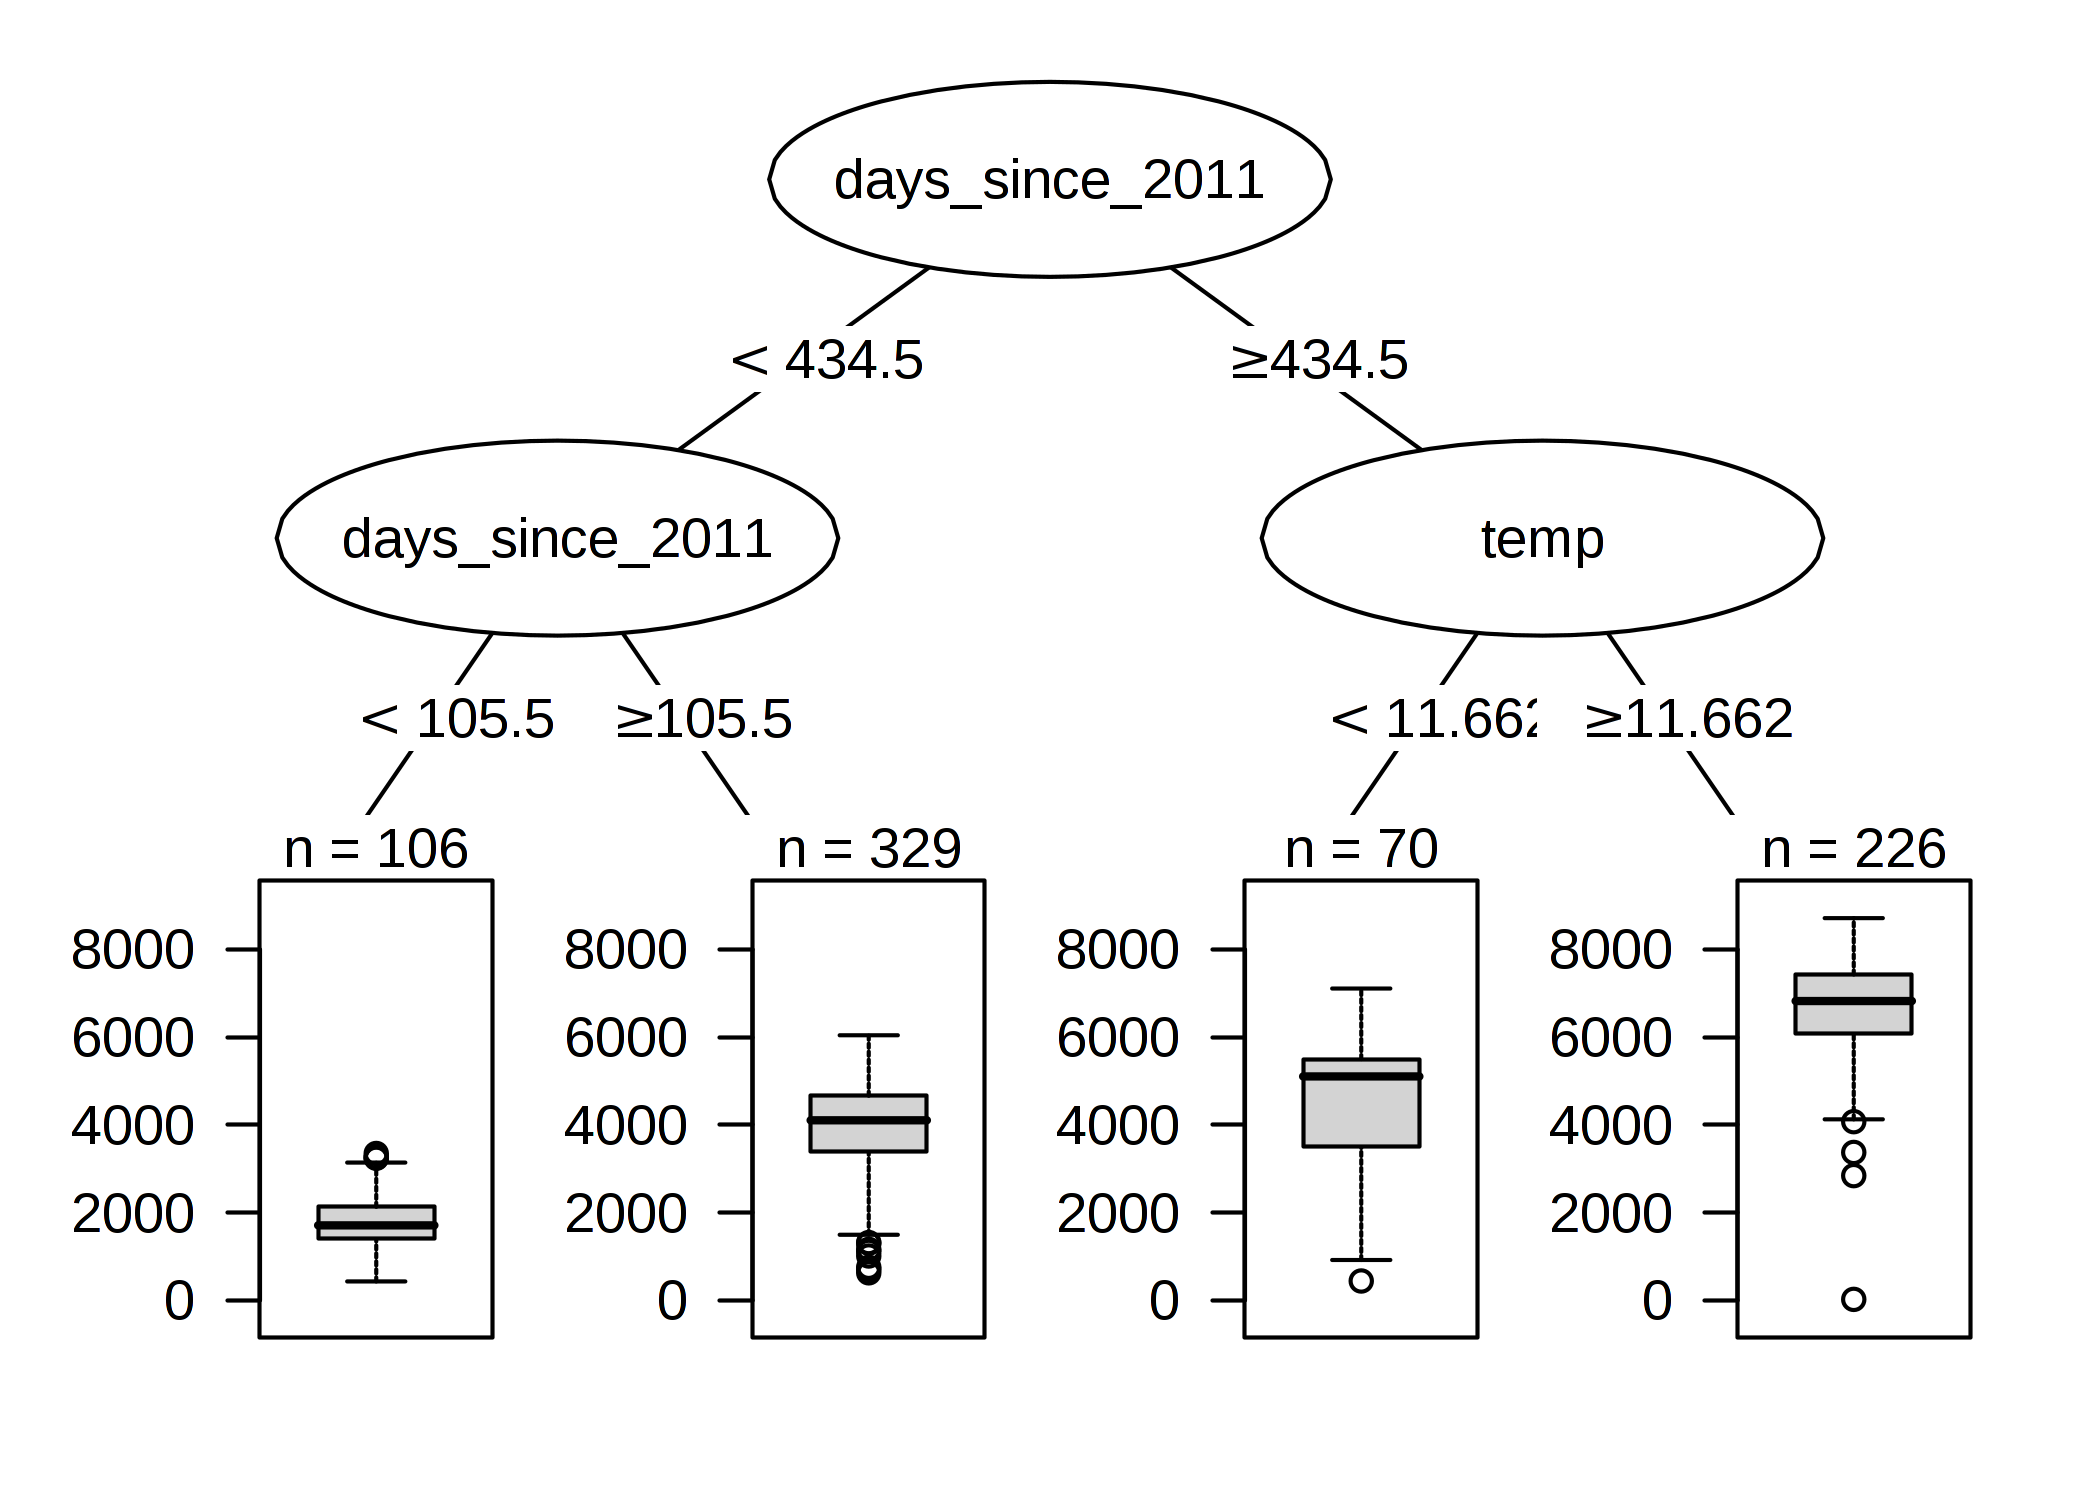 days_since_2011
< 434.5 ≥434.5
days_since_2011 temp
< 105.5 ≥105.5 < 11.662 ≥11.662
n = 106 n = 329 n = 70 n = 226
8000 8000 8000 8000
6000 6000 6000 6000
4000 4000 4000 4000
2000 2000 2000 2000
0 0 0 0